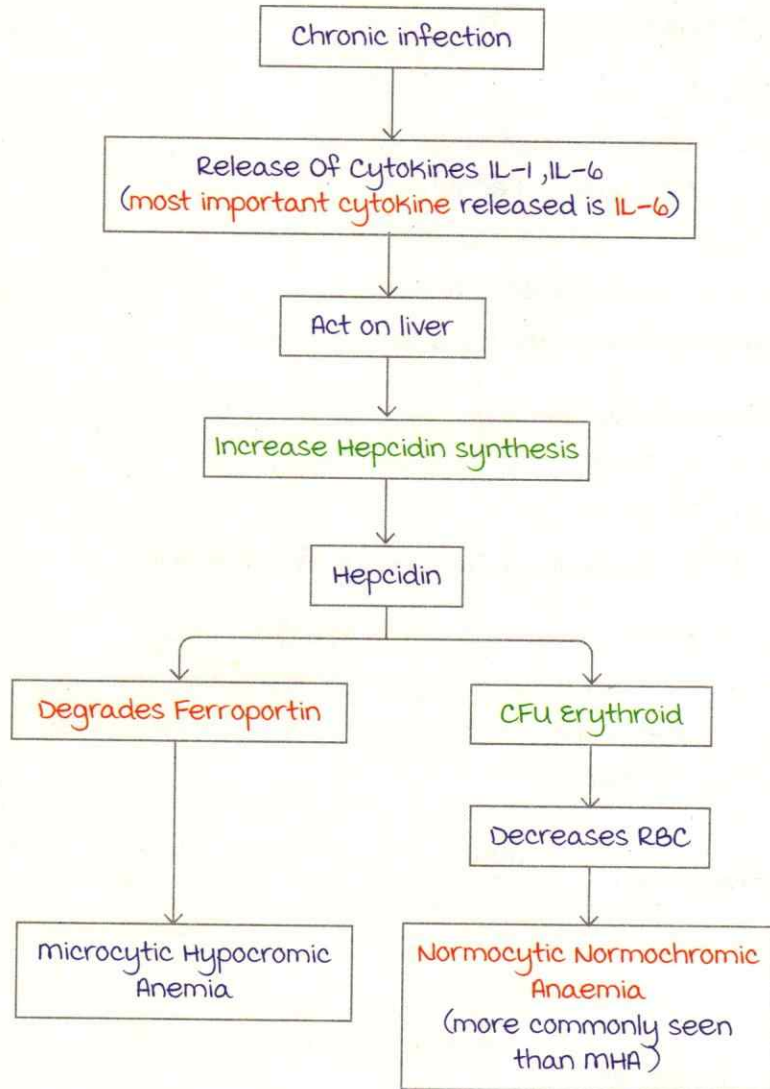 Chronic infection
Release Of Cytokines IL-1 ,IL-6
(most important cytokine released is IL-6)
Act on liver
Increase Hepcidin synthesis
Hepcidin
Degrades Ferroportin
CFU Erythroid
Decreases RBC
Microcytic Hypocromic
Anemia
Normocytic Normochromic
Anaemia
(more commonly seen
than MHA)